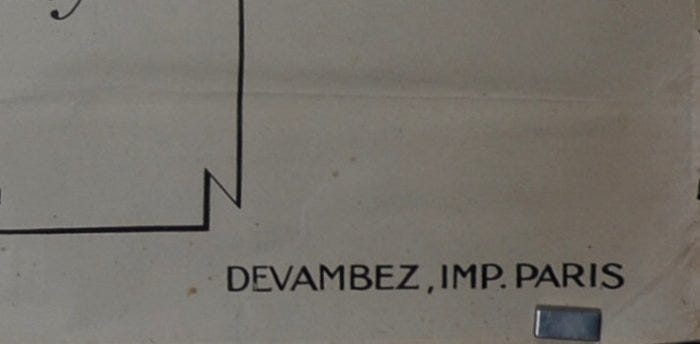 DEVAMBEZ, IMP. PARIS